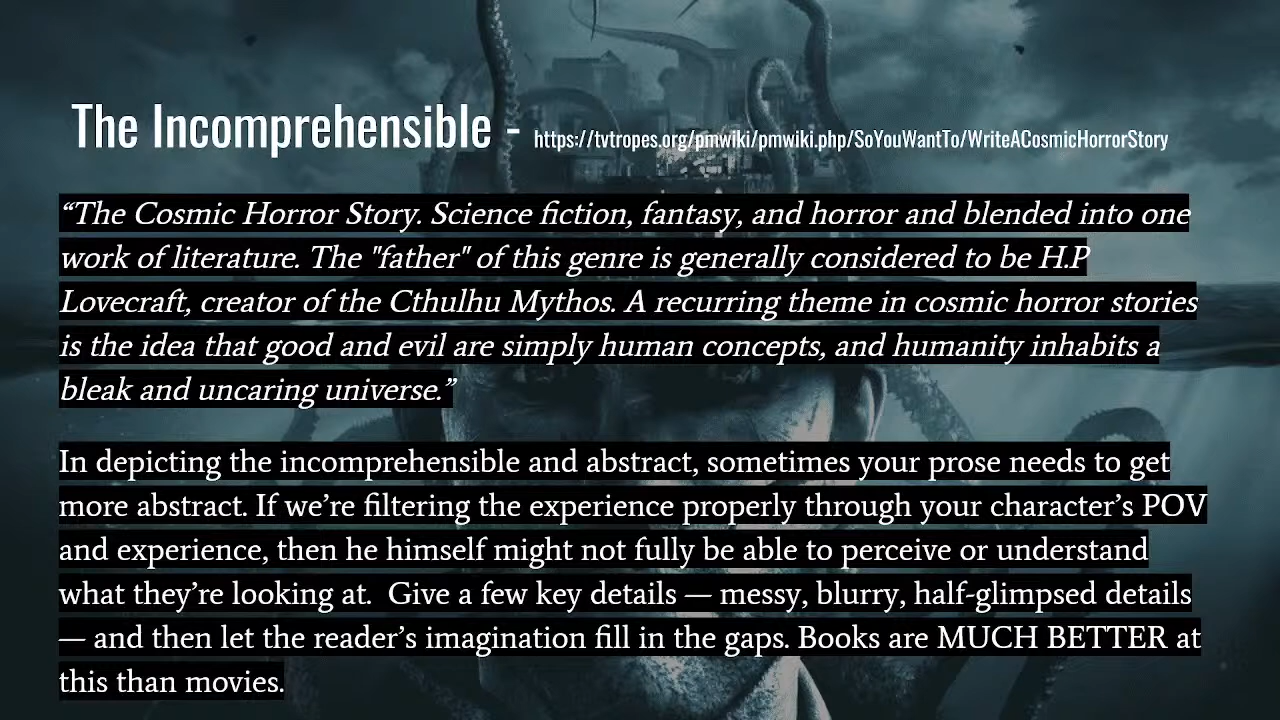 The Incomprehensible - https://tvtropes.org/pmwiki/pmwiki.php/SoYouWantTo/WriteACosmicHorrorStory
“The Cosmic Horror Story. Science fiction, fantasy, and horror and blended into one
work of literature. The "father" of this genre is generally considered to be H.P
Lovecraft, creator of the Cthulhu Mythos. A recurring theme in cosmic horror stories
is the idea that good and evil are simply human concepts, and humanity inhabits a
bleak and uncaring universe.”
In depicting the incomprehensible and abstract, sometimes your prose needs to get
more abstract. If we’re filtering the experience properly through your character’s POV
and experience, then he himself might not fully be able to perceive or understand
what they’re looking at.  Give a few key details — messy, blurry, half-glimpsed details
— and then let the reader’s imagination fill in the gaps. Books are MUCH BETTER at
this than movies.